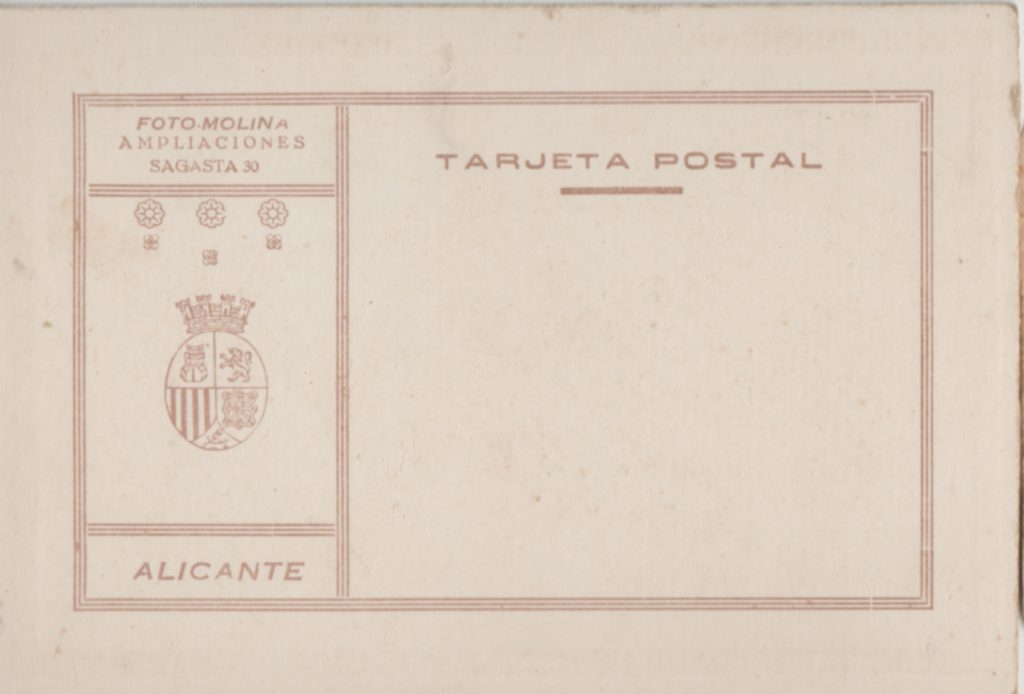 FOTO-MOLINA
AMPLIACIONES
SAGASTA 30
TARJETA POSTAL
ALICANTE